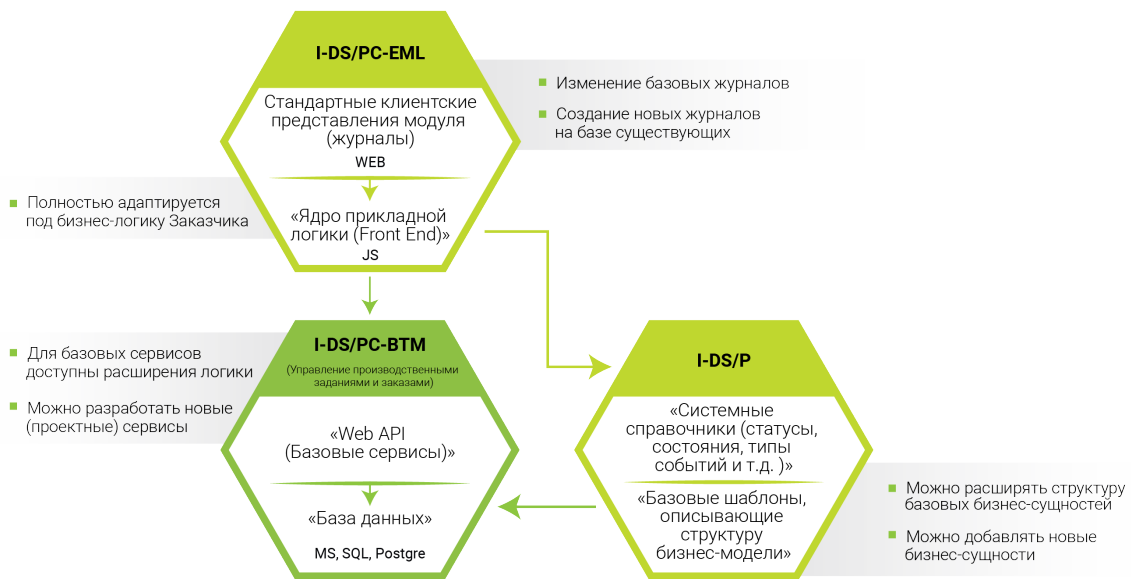 I-DS/PC-EML
Стандартные клиентские
представления модуля
(журналы)
WEB
«Ядро прикладной
логики (Front End)»
JS
Изменение базовых журналов
Создание новых журналов
на базе существующих
Полностью адаптируется
под бизнес-логику Заказчика
I-DS/PC-BTM
(Управление производственными
заданиями и заказами)
«Web API
(Базовые сервисы)»
«База данных»
MS, SQL, Postgre
Для базовых сервисов
доступны расширения логики
Можно разработать новые
(проектные) сервисы
I-DS/P
«Системные
справочники (статусы,
состояния, типы
событий и т.д. )»
«Базовые шаблоны,
описывающие
структуру
бизнес-модели»
Можно расширять структуру
базовых бизнес-сущностей
Можно добавлять новые
бизнес-сущности